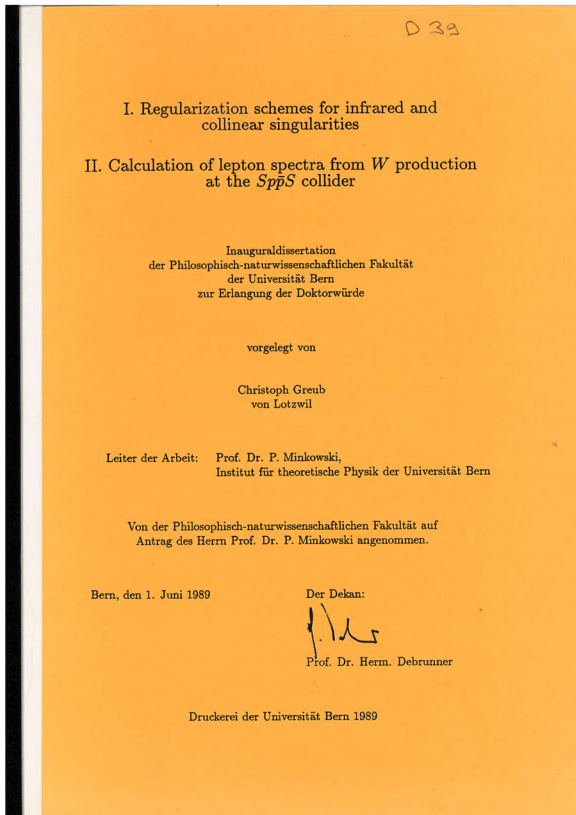 D 39
I. Regularization schemes for infrared and
collinear singularities
II. Calculation of lepton spectra from W production
at the Spp̄S collider
Inauguraldissertation
der Philosophisch-naturwissenschaftlichen Fakultät
der Universität Bern
zur Erlangung der Doktorwürde
vorgelegt von
Christoph Greub
von Lotzwil
Leiter der Arbeit: Prof. Dr. P. Minkowski,
Institut für theoretische Physik der Universität Bern
Von der Philosophisch-naturwissenschaftlichen Fakultät auf
Antrag des Herrn Prof. Dr. P. Minkowski angenommen.
Bern, den 1. Juni 1989 Der Dekan:
Prof. Dr. Herm. Debrunner
Druckerei der Universität Bern 1989